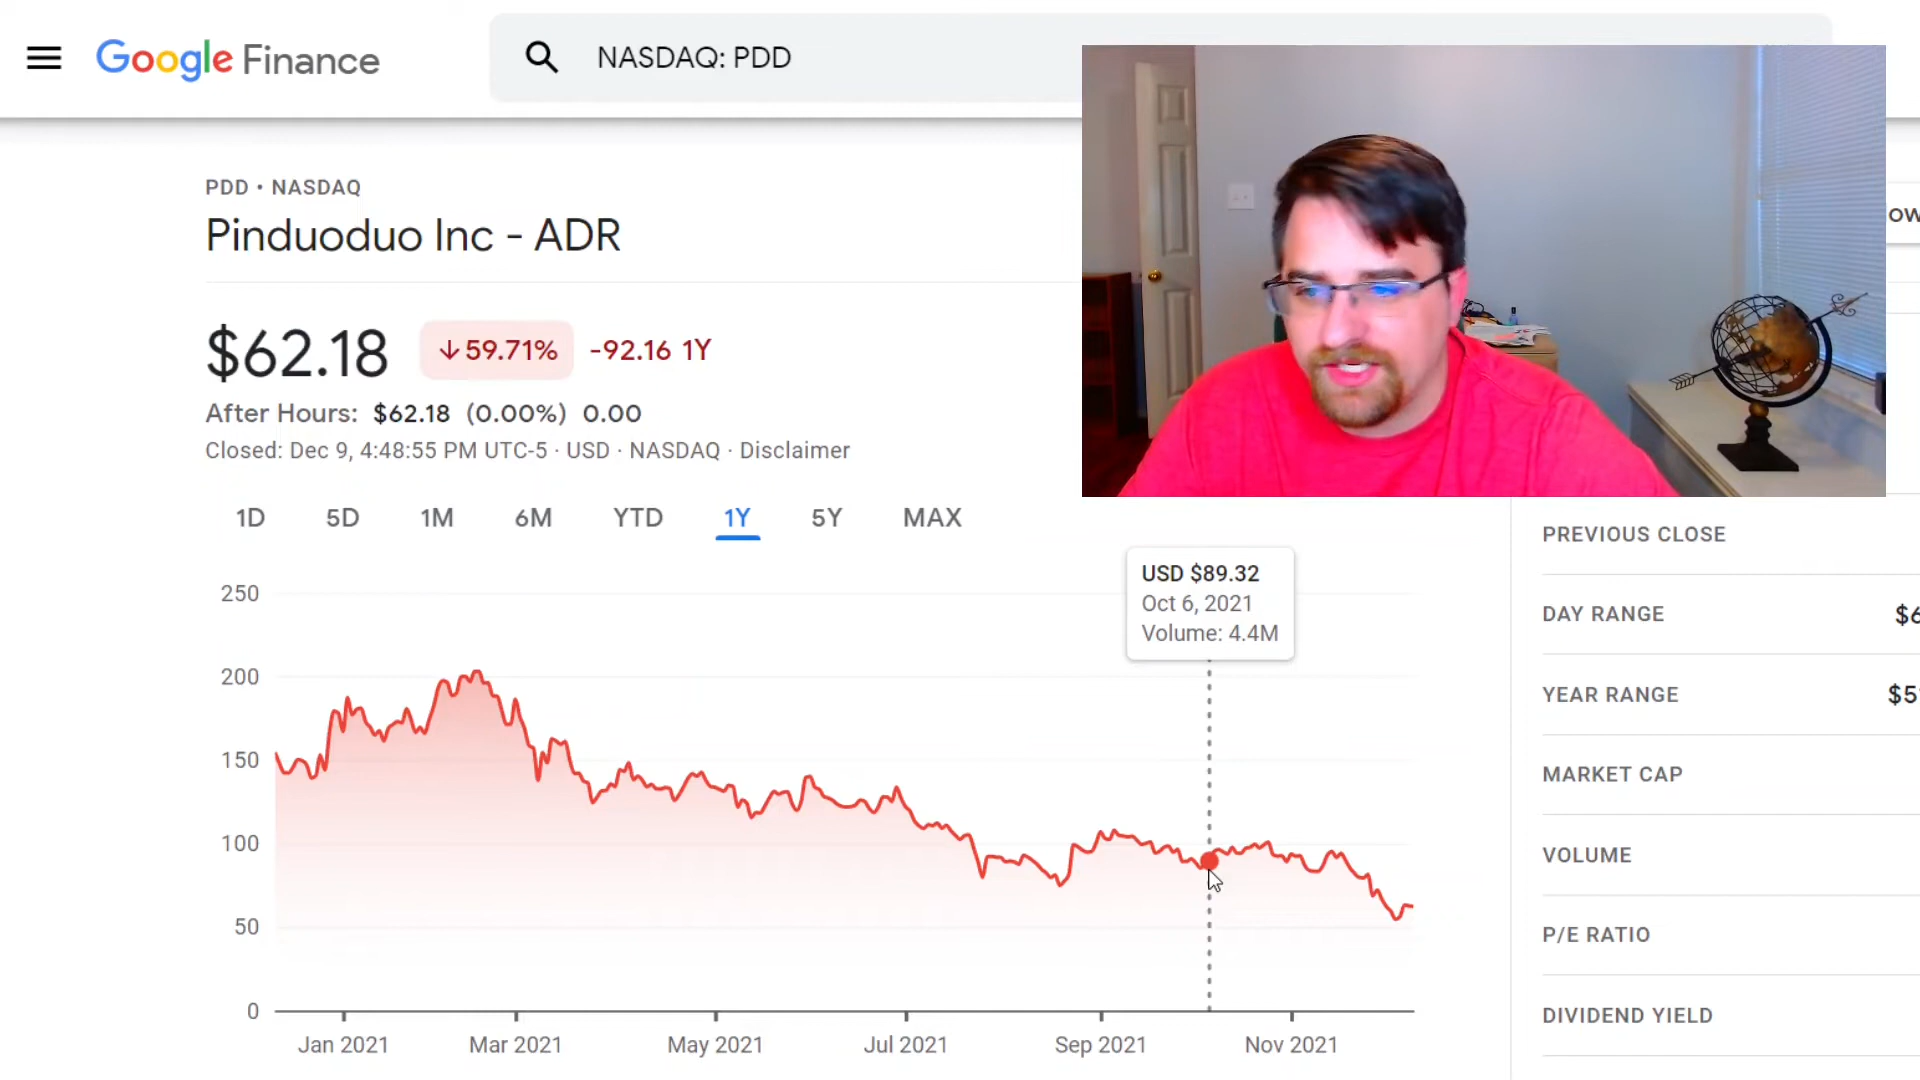 Google Finance
NASDAQ: PDD
PDD • NASDAQ
Pinduoduo Inc - ADR
$62.18
↓59.71%
-92.16 1Y
After Hours: $62.18 (0.00%) 0.00
Closed: Dec 9, 4:48:55 PM UTC-5 · USD · NASDAQ · Disclaimer
1D 5D 1M 6M YTD 1Y 5Y MAX
USD $89.32
Oct 6, 2021
Volume: 4.4M
250
200
150
100
50
0
Jan 2021 Mar 2021 May 2021 Jul 2021 Sep 2021 Nov 2021
PREVIOUS CLOSE
DAY RANGE
YEAR RANGE
MARKET CAP
VOLUME
P/E RATIO
DIVIDEND YIELD